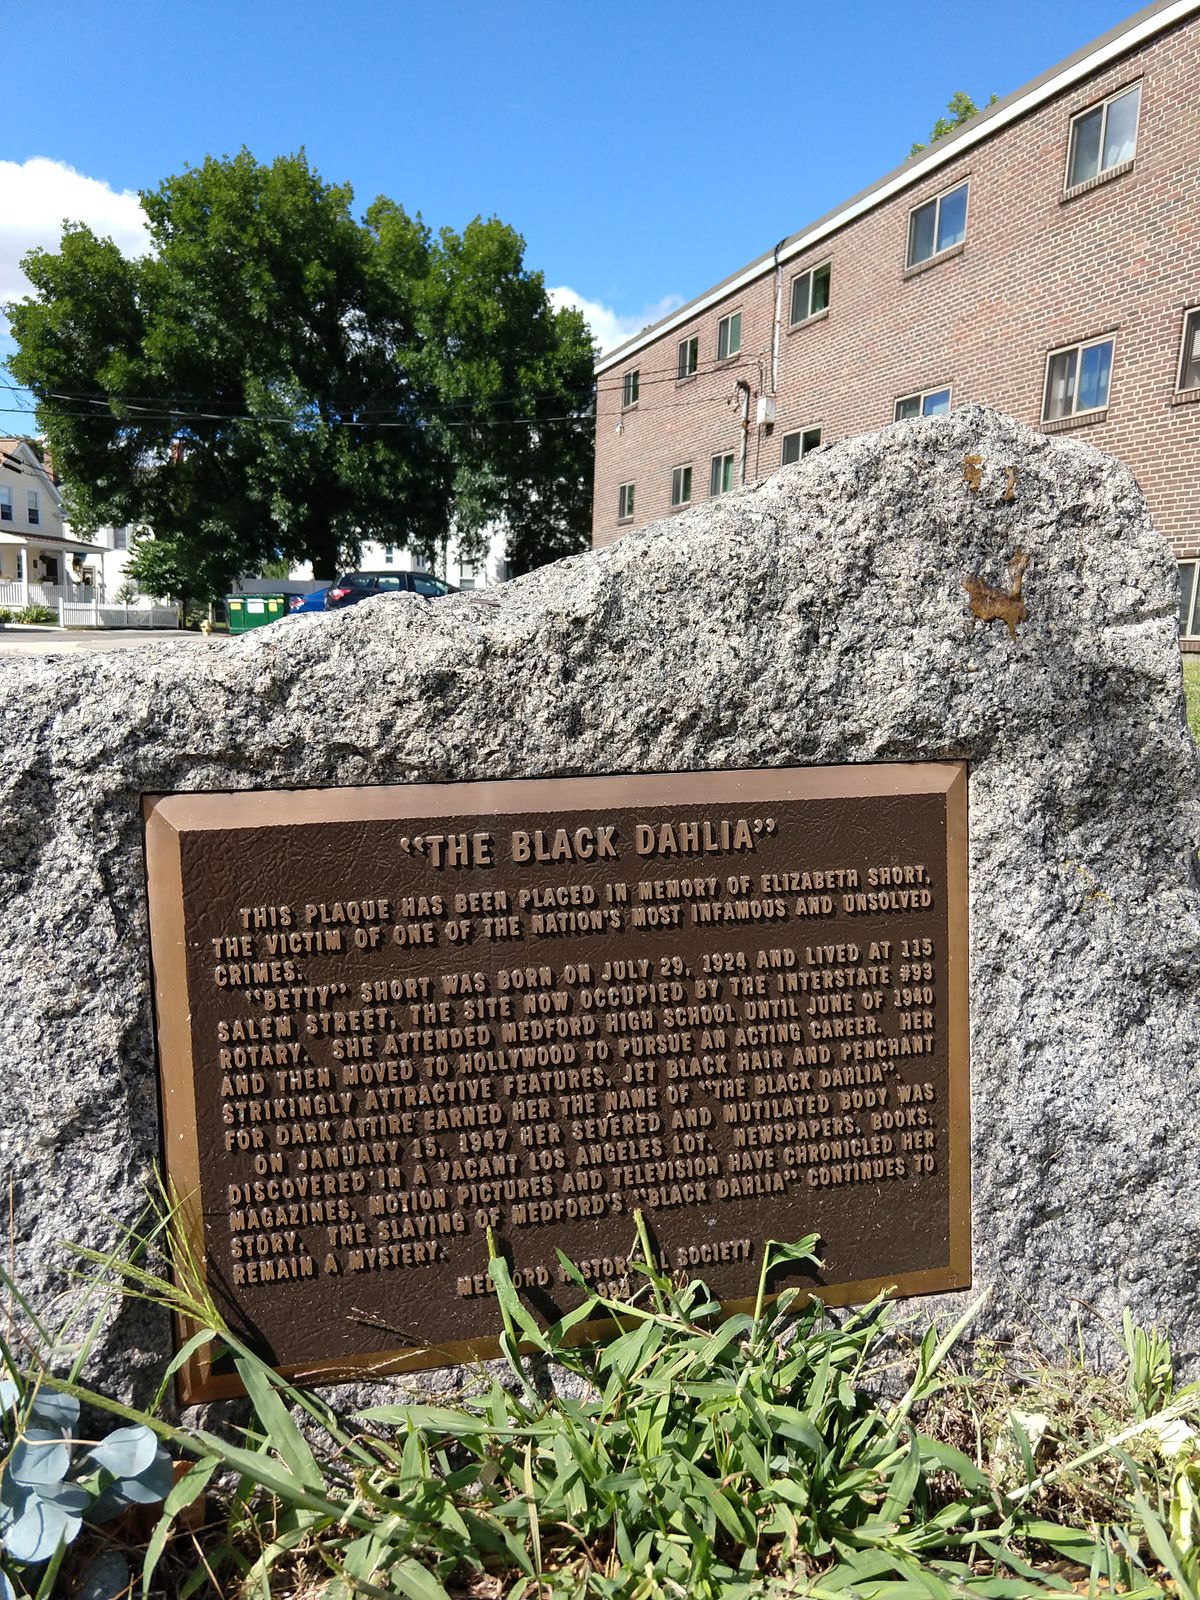 “THE BLACK DAHLIA”
THIS PLAQUE HAS BEEN PLACED IN MEMORY OF ELIZABETH SHORT,
THE VICTIM OF ONE OF THE NATION'S MOST INFAMOUS AND UNSOLVED
CRIMES.
“BETTY” SHORT WAS BORN ON JULY 29, 1924 AND LIVED AT 115
SALEM STREET, THE SITE NOW OCCUPIED BY THE INTERSTATE #93
ROTARY. SHE ATTENDED MEDFORD HIGH SCHOOL UNTIL JUNE OF 1940
AND THEN MOVED TO HOLLYWOOD TO PURSUE AN ACTING CAREER. HER
STRIKINGLY ATTRACTIVE FEATURES, JET BLACK HAIR AND PENCHANT
FOR DARK ATTIRE EARNED HER THE NAME OF “THE BLACK DAHLIA”.
ON JANUARY 15, 1947 HER SEVERED AND MUTILATED BODY WAS
DISCOVERED IN A VACANT LOS ANGELES LOT. NEWSPAPERS, BOOKS,
MAGAZINES, MOTION PICTURES AND TELEVISION HAVE CHRONICLED HER
STORY. THE SLAYING OF MEDFORD'S “BLACK DAHLIA” CONTINUES TO
REMAIN A MYSTERY.
MEDFORD HISTORICAL SOCIETY